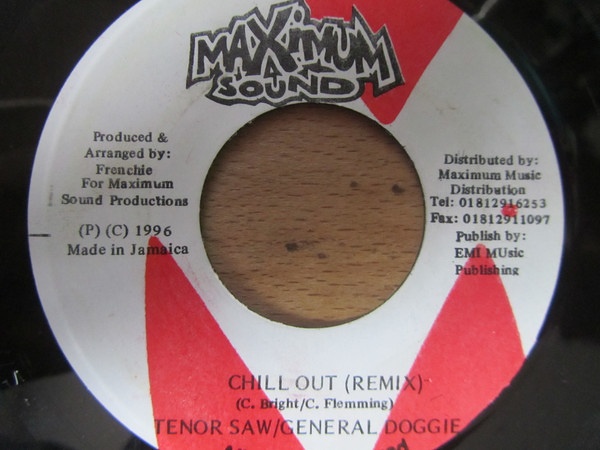 MAXIMUM
SOUND
Produced &
Arranged by:
Frenchie
For Maximum
Sound Productions
(P) (C) 1996
Made in Jamaica
Distributed by:
Maximum Music
Distribution
Tel: 01812916253
Fax: 01812911097
Publish by:
EMI MUsic
Publishing
CHILL OUT (REMIX)
(C. Bright/C. Flemming)
TENOR SAW/GENERAL DOGGIE